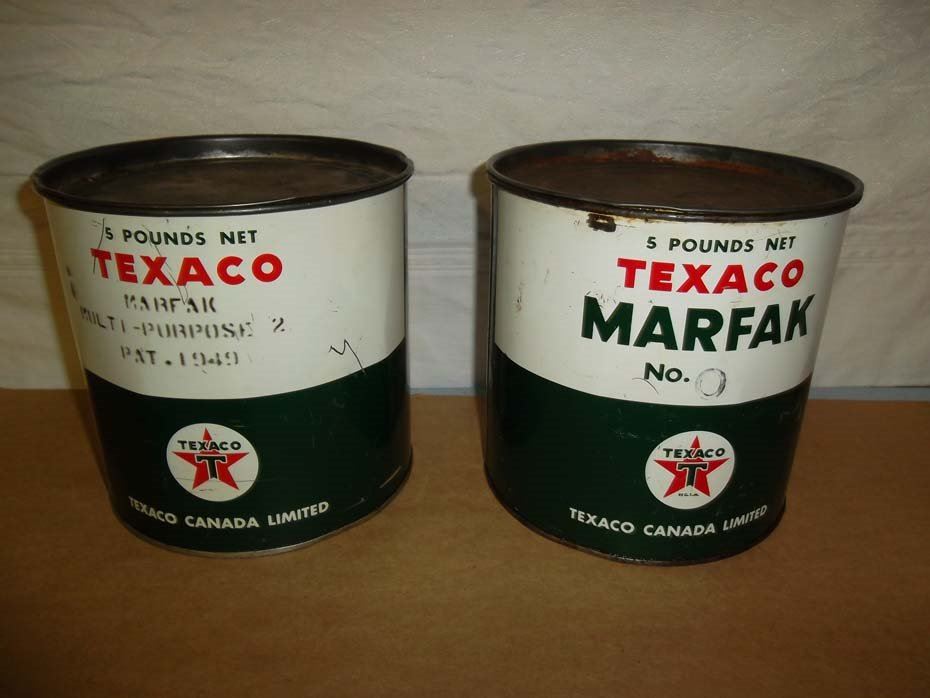 5 POUNDS NET
TEXACO
MARFAK
MULTI-PURPOSE 2
PAT. 1949
TEXACO
T
TEXACO CANADA LIMITED
5 POUNDS NET
TEXACO
MARFAK
No. 0
TEXACO
T
TEXACO CANADA LIMITED